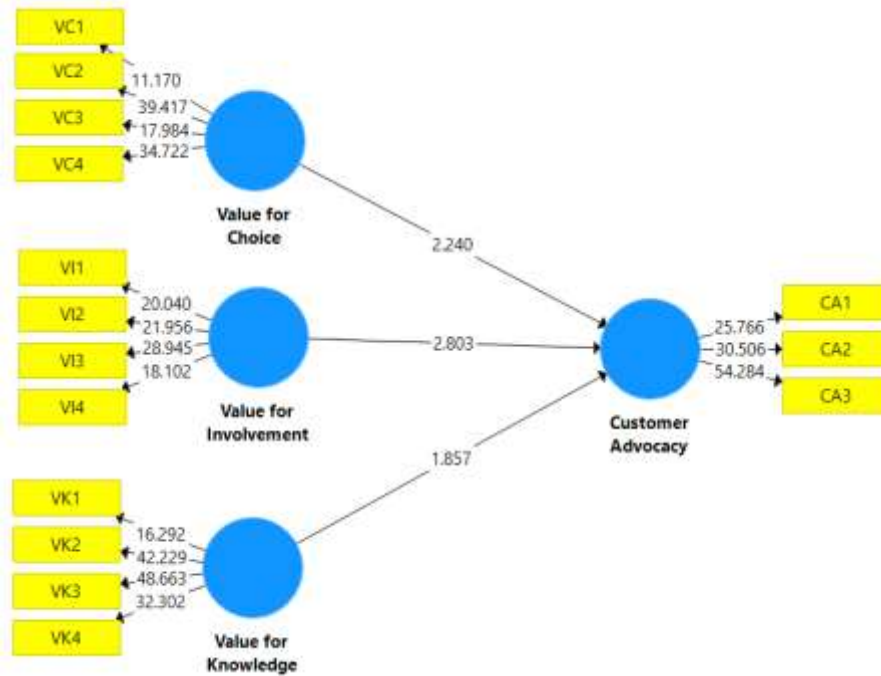 VC1
VC2
VC3
VC4
11.170
39.417
17.984
34.722
Value for
Choice
2.240
VI1
VI2
VI3
VI4
20.040
21.956
28.945
18.102
Value for
Involvement
2.803
CA1
CA2
CA3
25.766
30.506
54.284
Customer
Advocacy
1.857
VK1
VK2
VK3
VK4
16.292
42.229
48.663
32.302
Value for
Knowledge